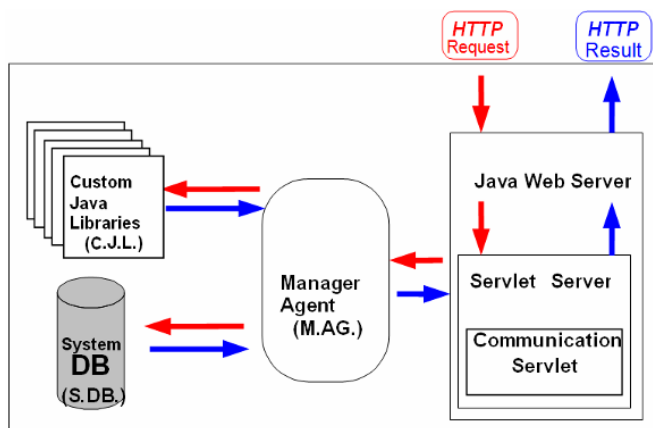 HTTP
Request
HTTP
Result
Java Web Server
Custom
Java
Libraries
(C.J.L.)
Manager
Agent
(M.AG.)
Servlet Server
Communication
Servlet
System
DB
(S.DB.)